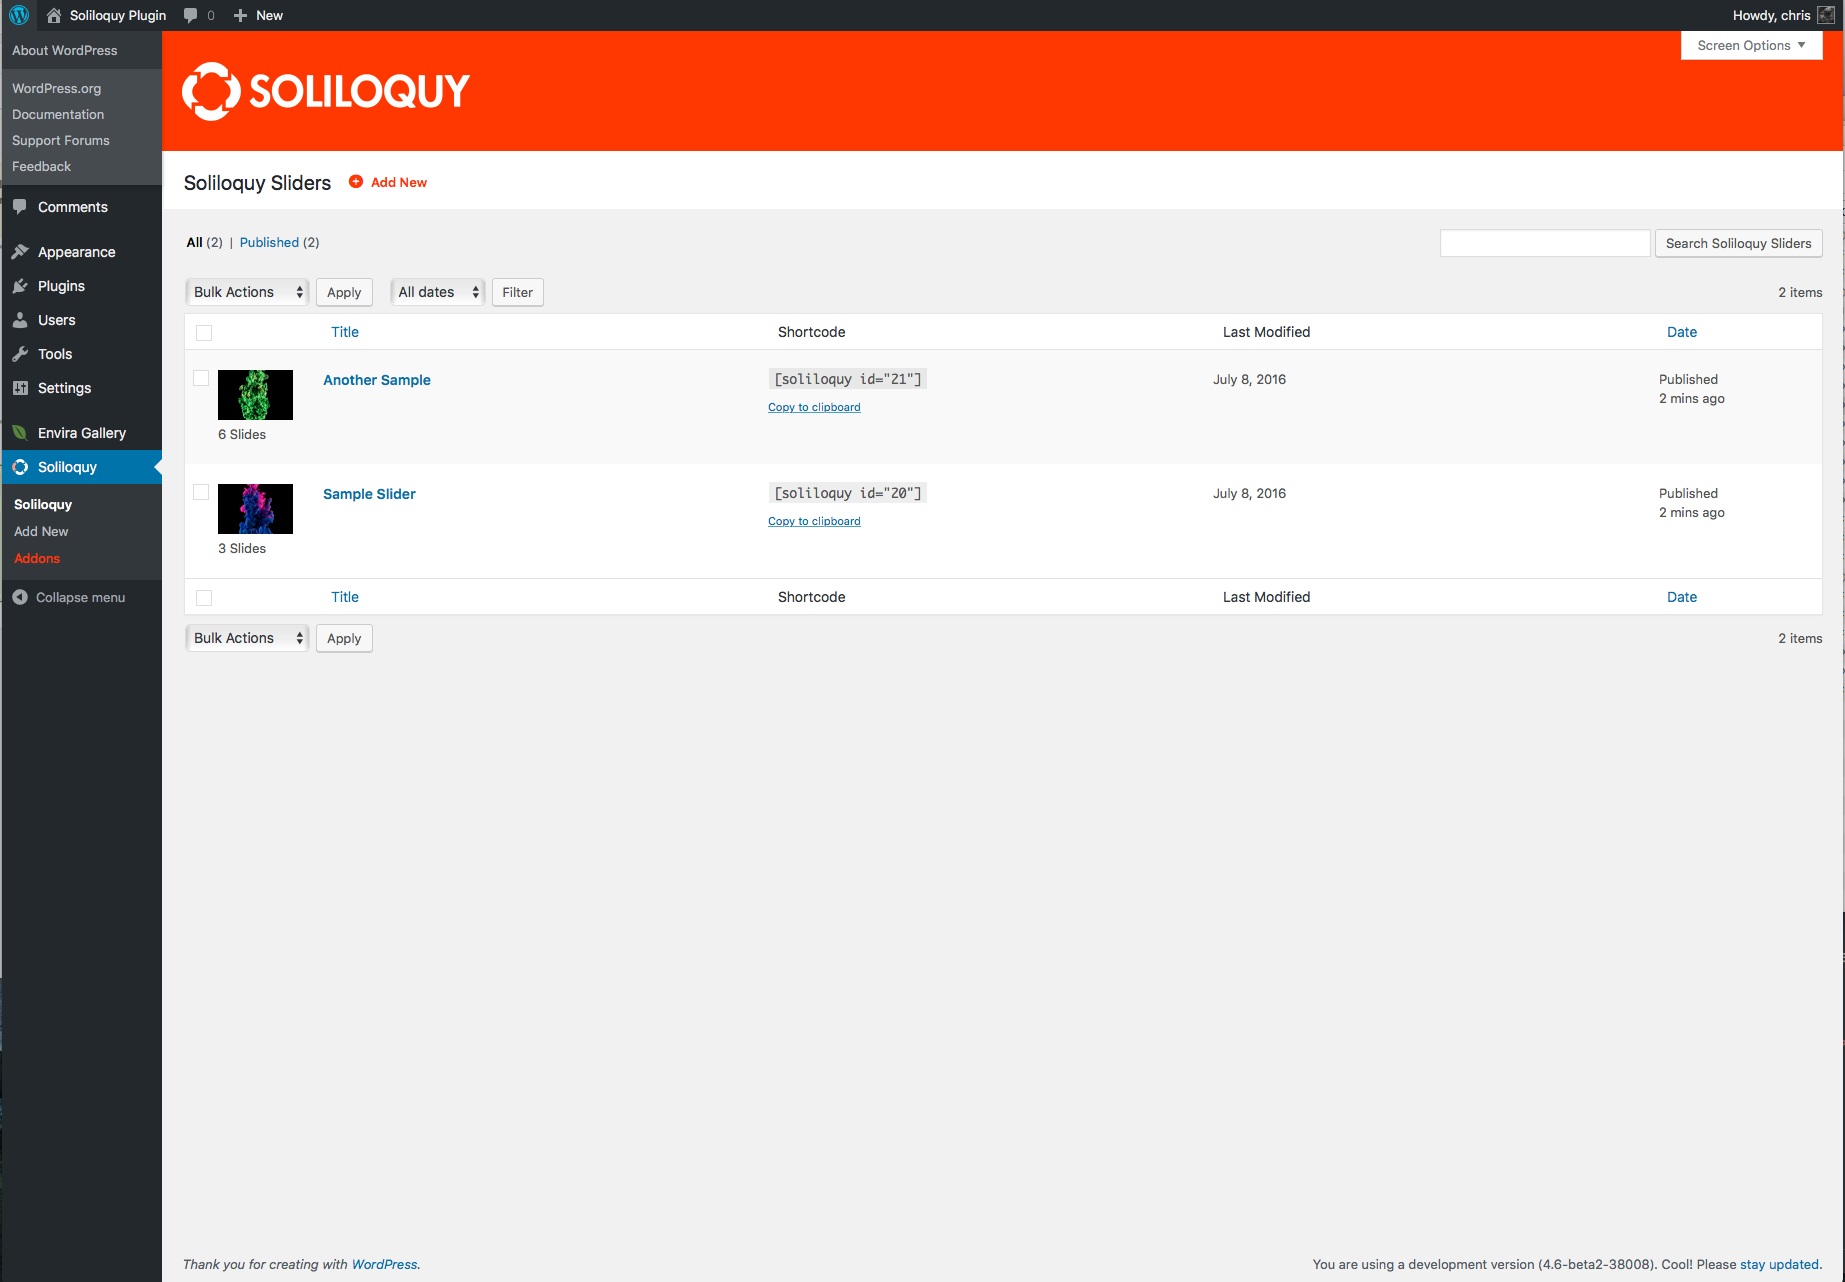 Soliloquy Plugin 0 New Howdy, chris
About WordPress
WordPress.org
Documentation
Support Forums
Feedback
Comments
Appearance
Plugins
Users
Tools
Settings
Envira Gallery
Soliloquy
Soliloquy
Add New
Addons
Collapse menu
Screen Options
SOLILOQUY
Soliloquy Sliders Add New
All (2) | Published (2) Search Soliloquy Sliders
Bulk Actions Apply All dates Filter 2 items
Title Shortcode Last Modified Date
Another Sample [soliloquy id="21"] July 8, 2016 Published
2 mins ago
Copy to clipboard
6 Slides
Sample Slider [soliloquy id="20"] July 8, 2016 Published
2 mins ago
Copy to clipboard
3 Slides
Title Shortcode Last Modified Date
Bulk Actions Apply 2 items
Thank you for creating with WordPress. You are using a development version (4.6-beta2-38008). Cool! Please stay updated.